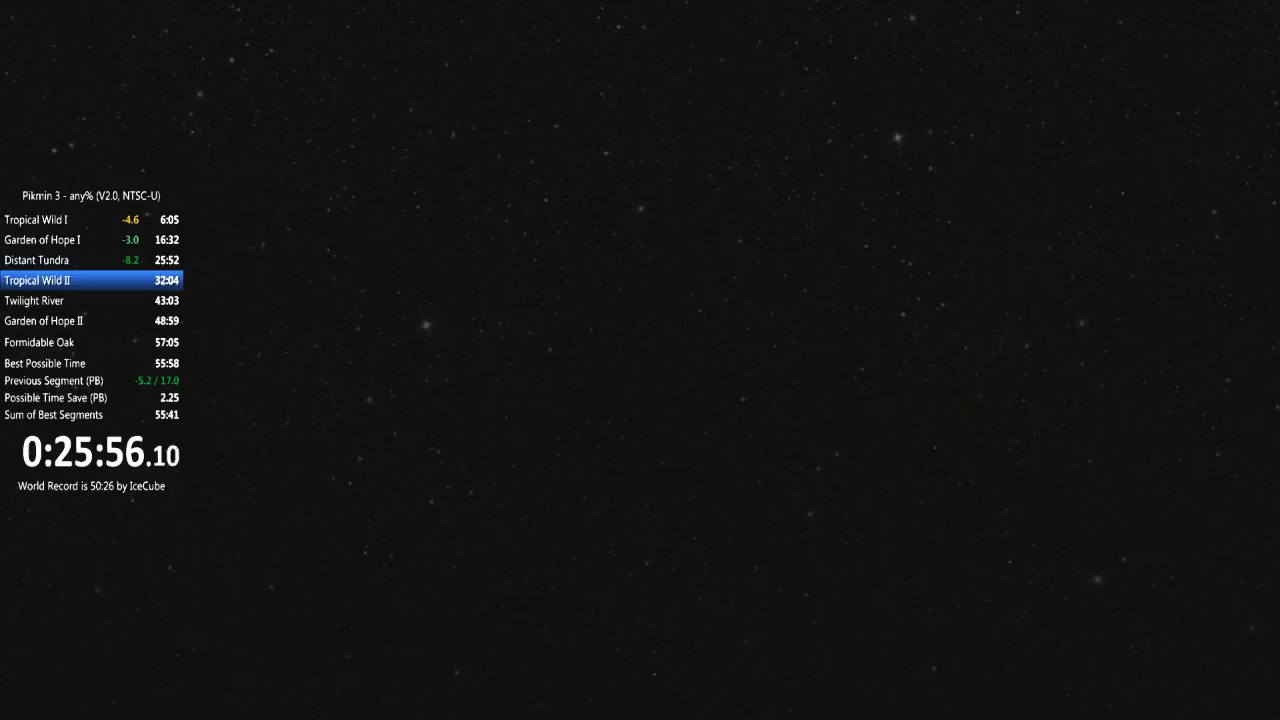 Pikmin 3 - any% (V2.0, NTSC-U)
Tropical Wild I -4.6 6:05
Garden of Hope I -3.0 16:32
Distant Tundra -8.2 25:52
Tropical Wild II 32:04
Twilight River 43:03
Garden of Hope II 48:59
Formidable Oak 57:05
Best Possible Time 55:58
Previous Segment (PB) -5.2 / 17.0
Possible Time Save (PB) 2.25
Sum of Best Segments 55:41
0:25:56.10
World Record is 50:26 by IceCube